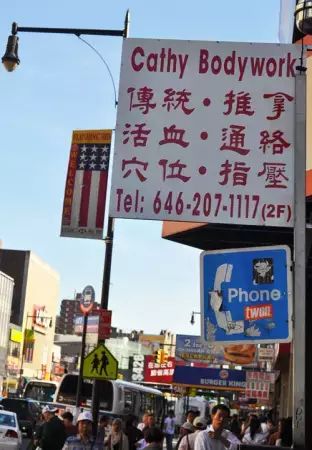 Cathy Bodywork
傳統・推拿
活血・通絡
穴位・指壓
Tel: 646-207-1117 (2F)
WELCOME
Phone
BURGER KING